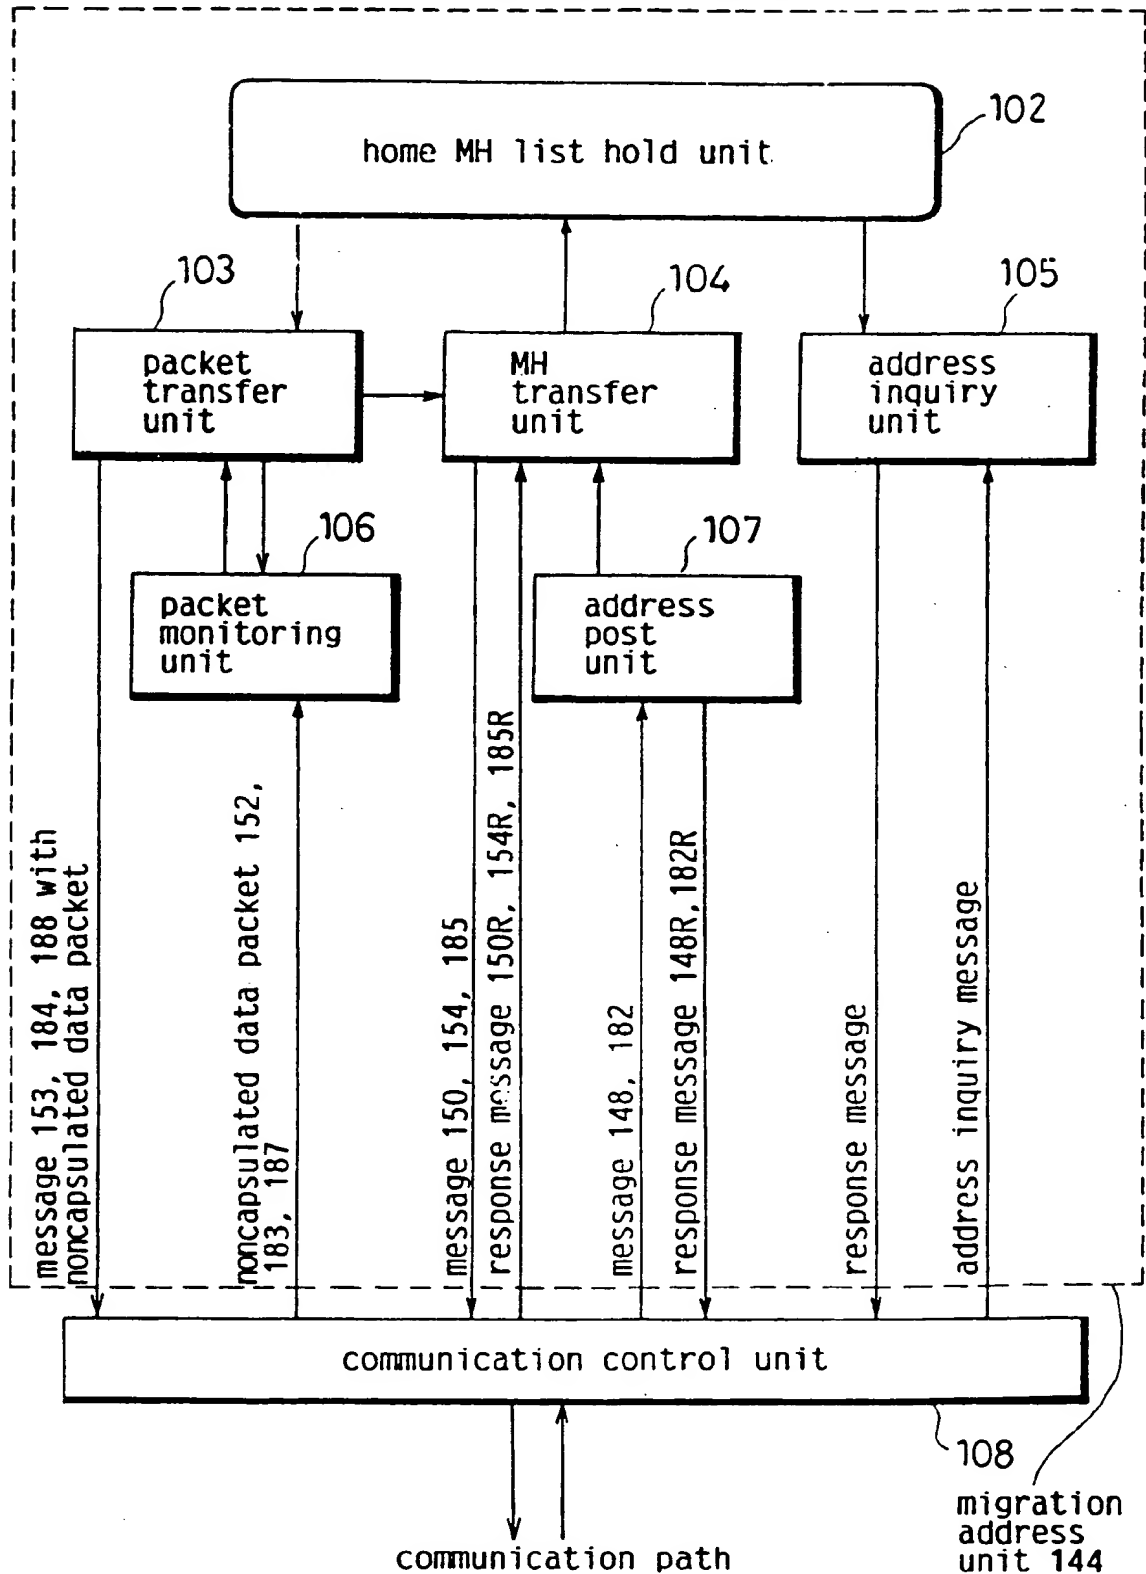 102
home MH list hold unit
103
104
105
packet
transfer
unit
MH
transfer
unit
address
inquiry
unit
106
107
packet
monitoring
unit
address
post
unit
message 153, 184, 188 with
noncapsulated data packet
noncapsulated data packet 152,
183, 187
message 150, 154, 185
response message 150R, 154R, 185R
message 148, 182
response message 148R,182R
response message
address inquiry message
communication control unit
108
migration
address
unit 144
communication path